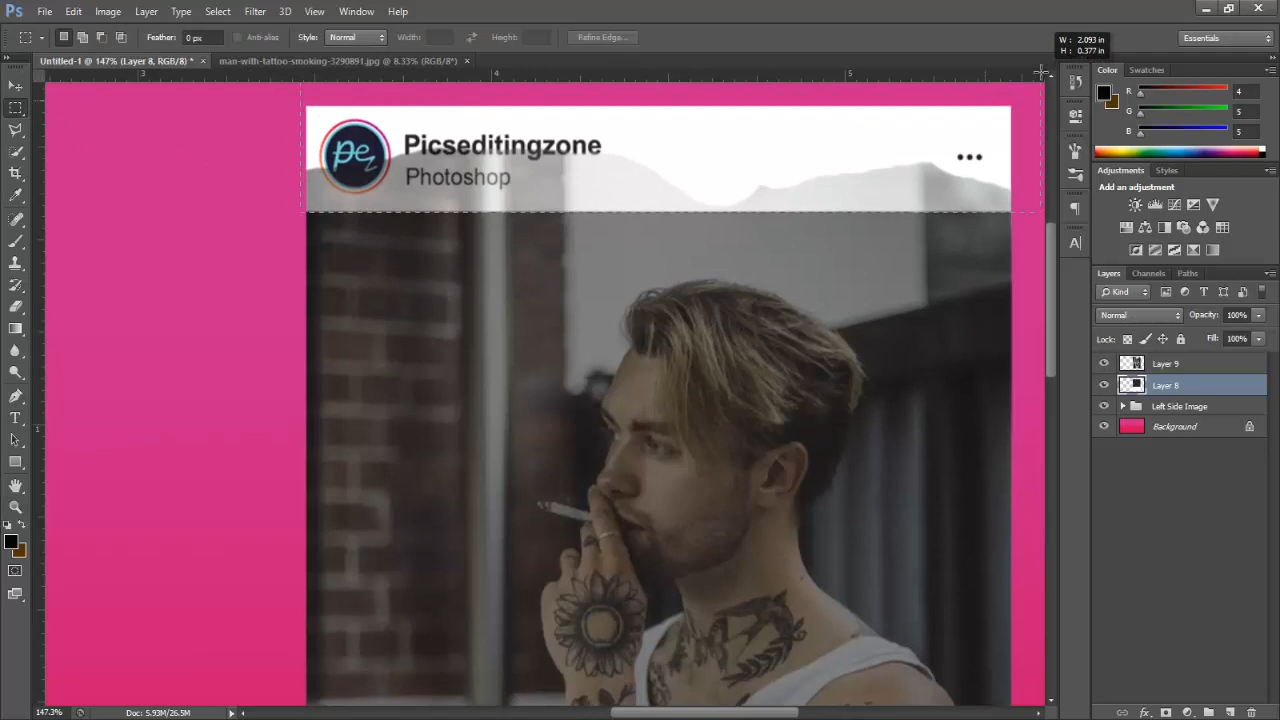 Ps File Edit Image Layer Type Select Filter 3D View Window Help
Feather: 0 px Anti-alias Style: Normal Width: Height: Refine Edge... Essentials
W: 2.093 in
H: 0.377 in
Untitled-1 @ 147% (Layer 8, RGB/8) * × man-with-tattoo-smoking-3290891.jpg @ 8.33% (RGB/8*) ×
3 4 5
1
Picseditingzone
Photoshop
pe
Color Swatches
R 4
G 5
B 5
Adjustments Styles
Add an adjustment
Layers Channels Paths
Kind
Normal Opacity: 100%
Lock: Fill: 100%
Layer 9
Layer 8
Left Side Image
Background
147.3% Doc: 5.93M/26.5M